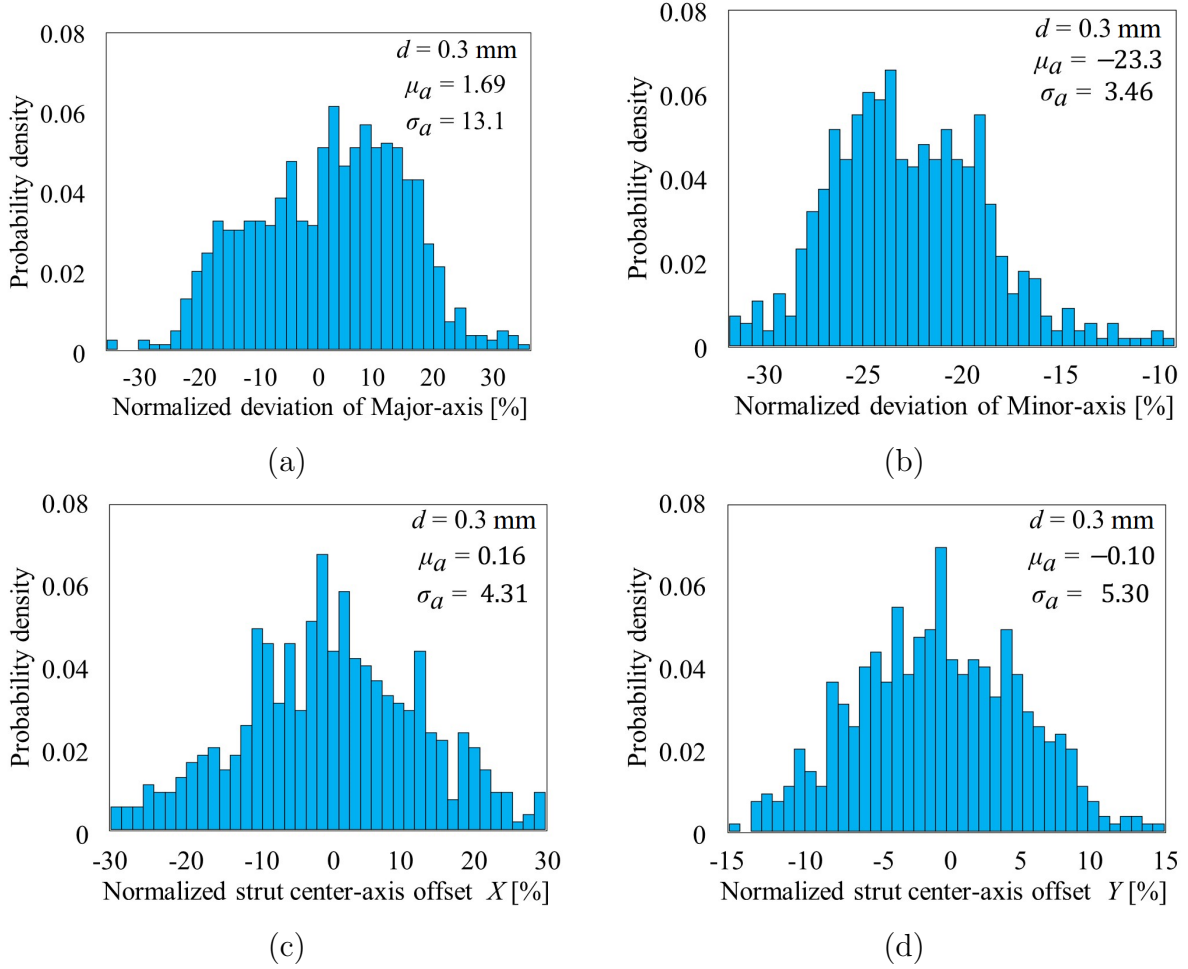 0.08
0.06
0.04
0.02
0
Probability density
d = 0.3 mm
μa = 1.69
σa = 13.1
-30 -20 -10 0 10 20 30
Normalized deviation of Major-axis [%]
(a)
0.08
0.06
0.04
0.02
0
Probability density
d = 0.3 mm
μa = −23.3
σa = 3.46
-30 -25 -20 -15 -10
Normalized deviation of Minor-axis [%]
(b)
0.08
0.06
0.04
0.02
0
Probability density
d = 0.3 mm
μa = 0.16
σa = 4.31
-30 -20 -10 0 10 20 30
Normalized strut center-axis offset X [%]
(c)
0.08
0.06
0.04
0.02
0
Probability density
d = 0.3 mm
μa = −0.10
σa = 5.30
-15 -10 -5 0 5 10 15
Normalized strut center-axis offset Y [%]
(d)